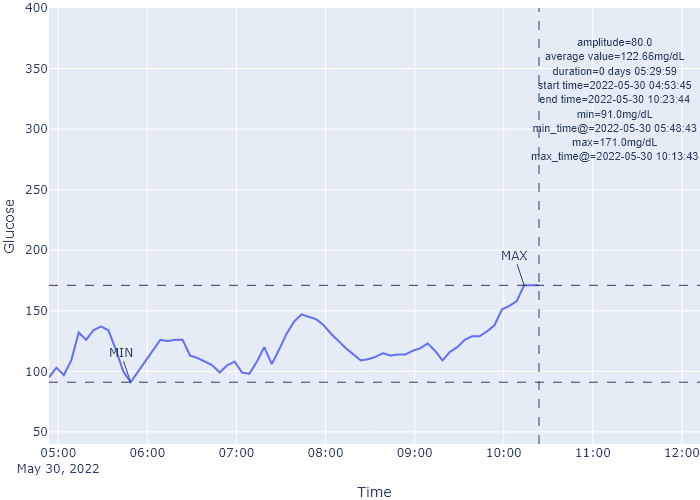 400
350
300
250
200
150
100
50
Glucose
amplitude=80.0
average value=122.66mg/dL
duration=0 days 05:29:59
start time=2022-05-30 04:53:45
end time=2022-05-30 10:23:44
min=91.0mg/dL
min_time@=2022-05-30 05:48:43
max=171.0mg/dL
max_time@=2022-05-30 10:13:43
MAX
MIN
05:00 06:00 07:00 08:00 09:00 10:00 11:00 12:00
May 30, 2022
Time